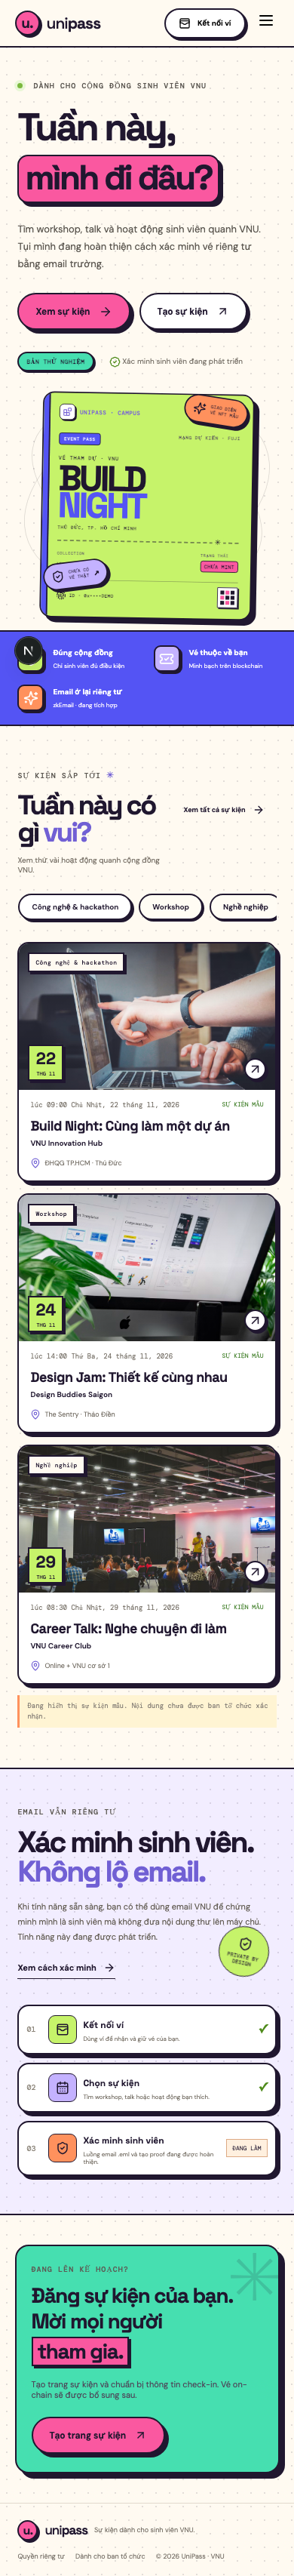 u. unipass
Kết nối ví
DÀNH CHO CỘNG ĐỒNG SINH VIÊN VNU
Tuần này,
mình đi đâu?
Tìm workshop, talk và hoạt động sinh viên quanh VNU.
Tụi mình đang hoàn thiện cách xác minh vé riêng tư
bằng email trường.
Xem sự kiện
Tạo sự kiện
BẢN THỬ NGHIỆM
Xác minh sinh viên đang phát triển
UNIPASS · CAMPUS
EVENT PASS
VÉ THAM DỰ · VNU
BUILD
NIGHT
THỦ ĐỨC, TP. HỒ CHÍ MINH
COLLECTION
TRẠNG THÁI
CHƯA MINT
CHƯA CÓ
VÉ THẬT
N
Đúng cộng đồng
Chỉ sinh viên đủ điều kiện
Vé thuộc về bạn
Minh bạch trên blockchain
Email ở lại riêng tư
zkEmail · đang tích hợp
SỰ KIỆN SẮP TỚI
Tuần này có
gì vui?
Xem tất cả sự kiện
Xem thử vài hoạt động quanh cộng đồng
VNU.
Công nghệ & hackathon
Workshop
Nghề nghiệp
Công nghệ & hackathon
22
THG 11
lúc 09:00 Chủ Nhật, 22 tháng 11, 2026
SỰ KIỆN MẪU
Build Night: Cùng làm một dự án
VNU Innovation Hub
ĐHQG TP.HCM · Thủ Đức
Workshop
24
THG 11
lúc 14:00 Thứ Ba, 24 tháng 11, 2026
SỰ KIỆN MẪU
Design Jam: Thiết kế cùng nhau
Design Buddies Saigon
The Sentry · Thảo Điền
Nghề nghiệp
29
THG 11
lúc 08:30 Chủ Nhật, 29 tháng 11, 2026
SỰ KIỆN MẪU
Career Talk: Nghe chuyện đi làm
VNU Career Club
Online + VNU cơ sở 1
Đang hiển thị sự kiện mẫu. Nội dung chưa được ban tổ chức xác
nhận.
EMAIL VẪN RIÊNG TƯ
Xác minh sinh viên.
Không lộ email.
Khi tính năng sẵn sàng, bạn có thể dùng email VNU để chứng
minh mình là sinh viên mà không đưa nội dung thư lên máy chủ.
Tính năng này đang được phát triển.
PRIVATE BY
DESIGN
Xem cách xác minh
01
Kết nối ví
Dùng ví để nhận và giữ vé của bạn.
02
Chọn sự kiện
Tìm workshop, talk hoặc hoạt động bạn thích.
03
Xác minh sinh viên
Luồng email .eml và tạo proof đang được hoàn
thiện.
ĐANG LÀM
ĐANG LÊN KẾ HOẠCH?
Đăng sự kiện của bạn.
Mời mọi người
tham gia.
Tạo trang sự kiện và chuẩn bị thông tin check-in. Vé on-
chain sẽ được bổ sung sau.
Tạo trang sự kiện
u. unipass
Sự kiện dành cho sinh viên VNU.
Quyền riêng tư
Dành cho ban tổ chức
© 2026 UniPass · VNU